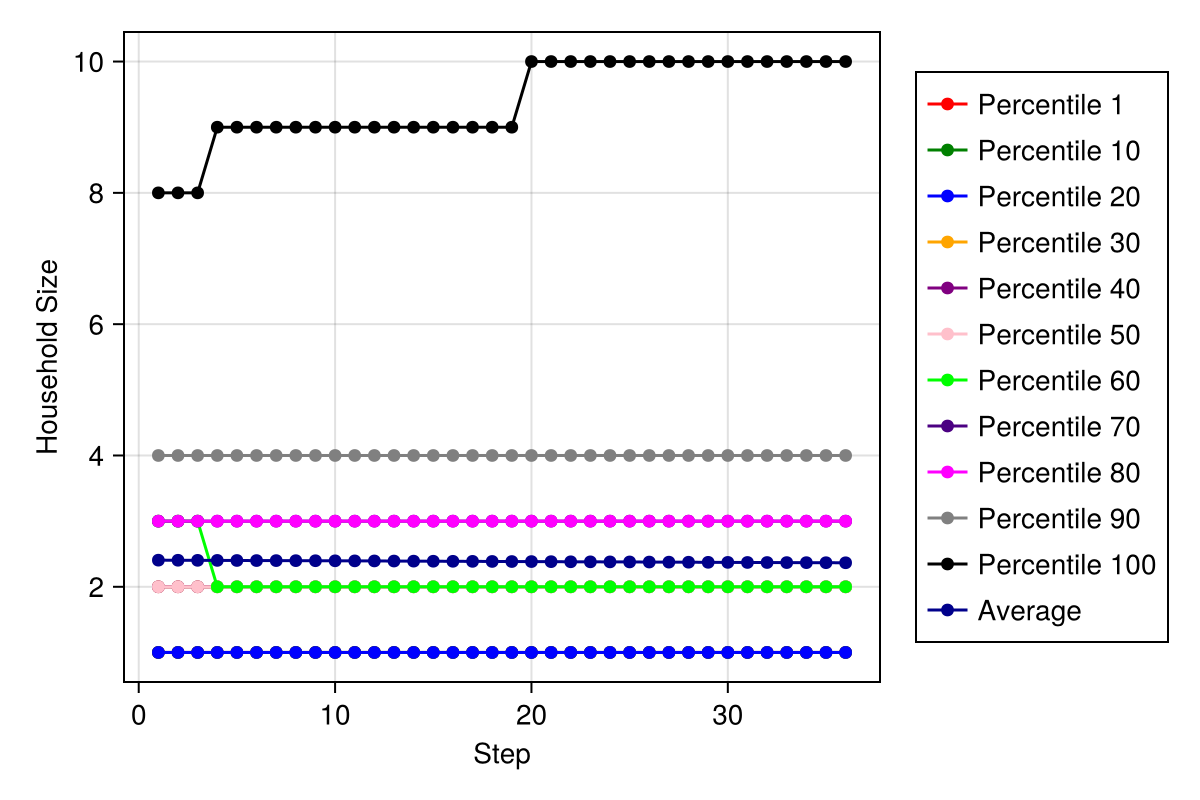 10
8
6
4
2
Household Size
0 10 20 30
Step
Percentile 1
Percentile 10
Percentile 20
Percentile 30
Percentile 40
Percentile 50
Percentile 60
Percentile 70
Percentile 80
Percentile 90
Percentile 100
Average